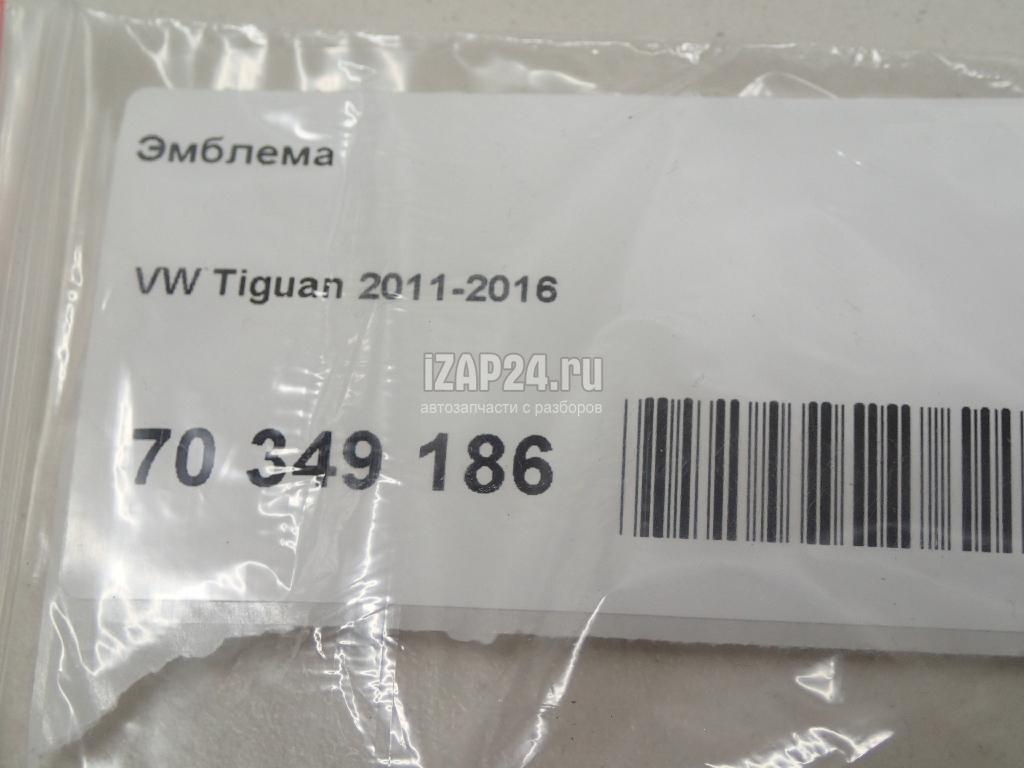 Эмблема
VW Tiguan 2011-2016
iZAP24.ru
автозапчасти с разборов
70 349 186